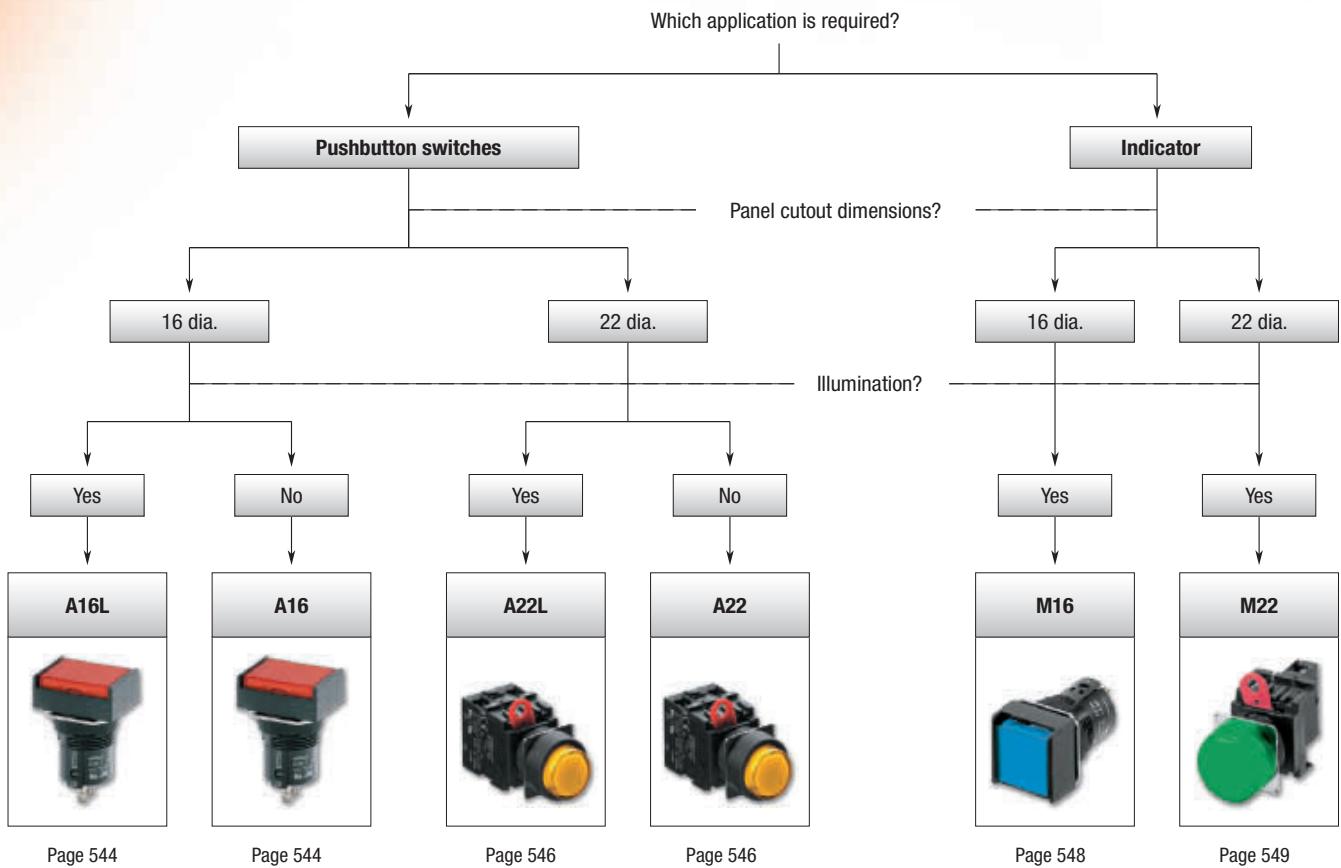 Which application is required?
Pushbutton switches
Indicator
Panel cutout dimensions?
16 dia.
22 dia.
16 dia.
22 dia.
Illumination?
Yes
No
Yes
No
Yes
Yes
A16L
A16
A22L
A22
M16
M22
Page 544
Page 544
Page 546
Page 546
Page 548
Page 549